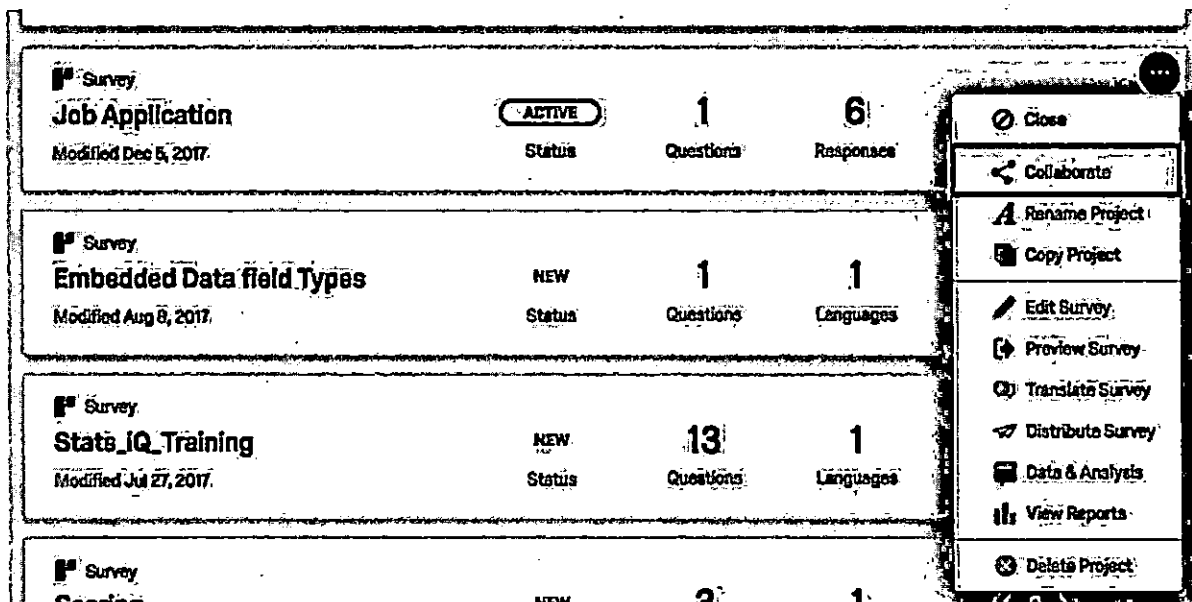 Survey
Job Application
Modified Dec 5, 2017
ACTIVE
Status
1
Questions
6
Responses
Survey
Embedded Data field Types
Modified Aug 8, 2017
NEW
Status
1
Questions
1
Languages
Survey
Stats_iQ_Training
Modified Jul 27, 2017
NEW
Status
13
Questions
1
Languages
Survey
NEW
1
Close
Collaborate
Rename Project
Copy Project
Edit Survey
Preview Survey
Translate Survey
Distribute Survey
Data & Analysis
View Reports
Delete Project